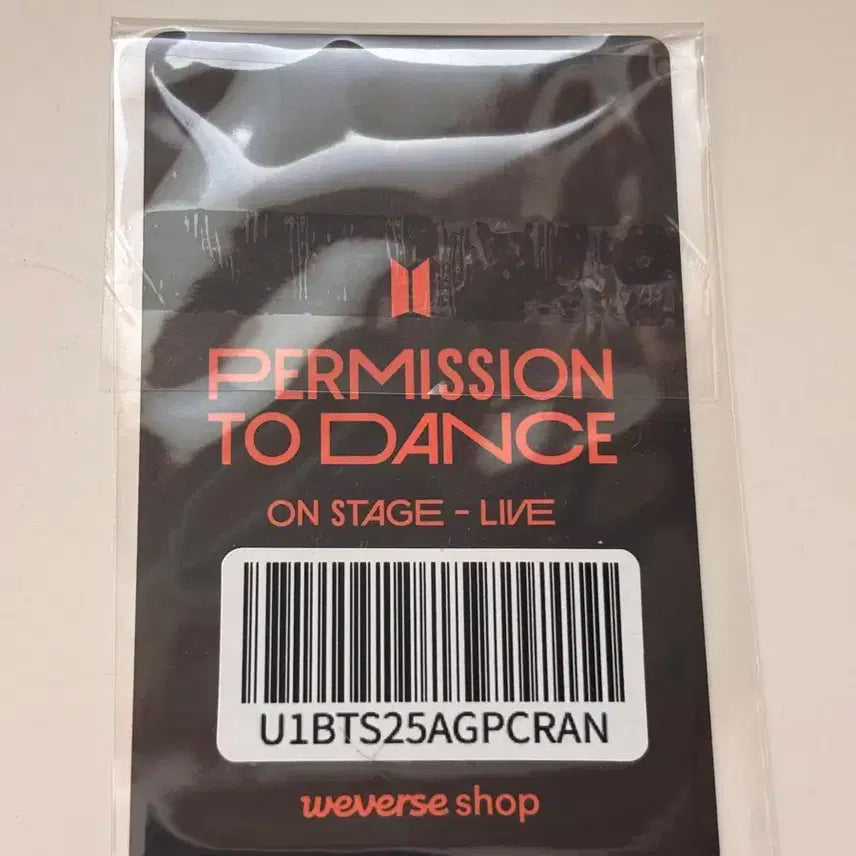 PERMISSION
TO DANCE
ON STAGE - LIVE
U1BTS25AGPCRAN
weverse shop